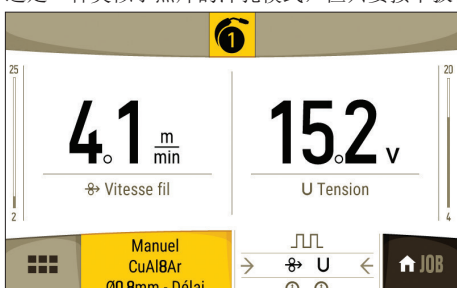 1
25
4.1 m/min
Vitesse fil
2
20
15.2 V
U Tension
4
Manuel
CuAl8Ar
Ø0.8mm - Délai
U
JOB